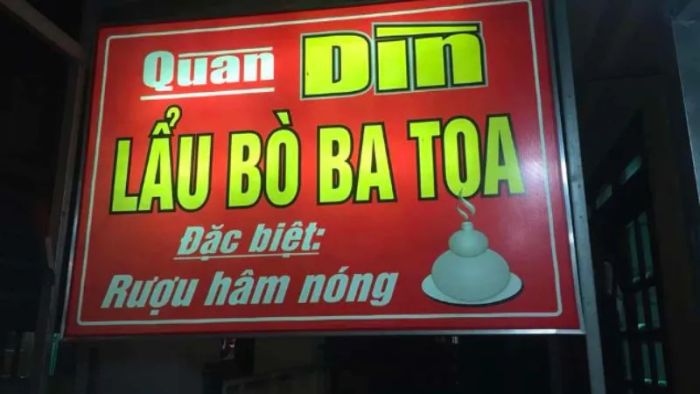 Quan Din
LẨU BÒ BA TOA
Đặc biệt:
Rượu hâm nóng